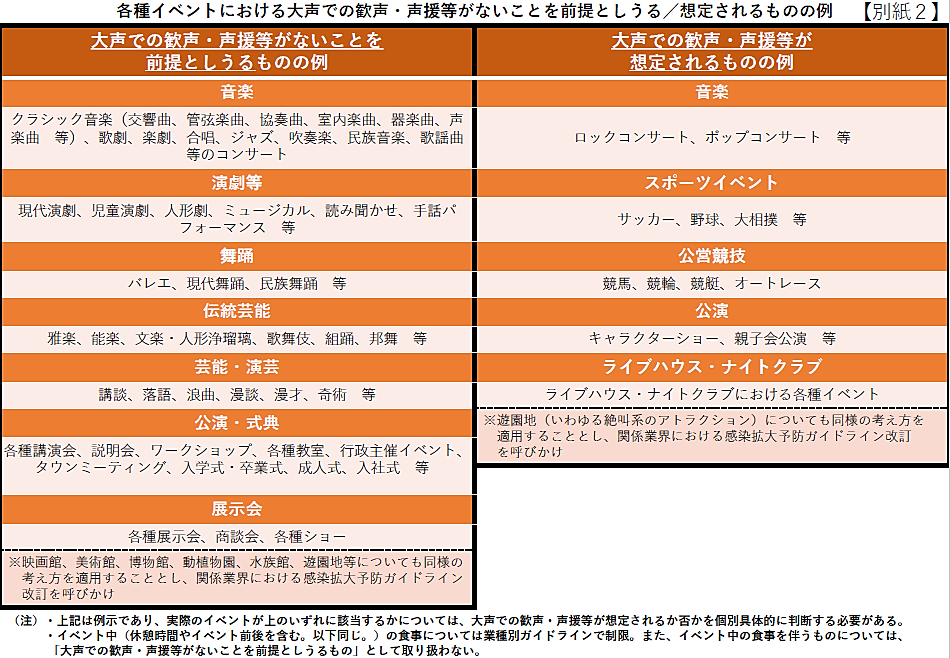 各種イベントにおける大声での歓声・声援等がないことを前提としうる／想定されるものの例 【別紙２】
大声での歓声・声援等がないことを
前提としうるものの例
音楽
クラシック音楽（交響曲、管弦楽曲、協奏曲、室内楽曲、器楽曲、声
楽曲　等）、歌劇、楽劇、合唱、ジャズ、吹奏楽、民族音楽、歌謡曲
等のコンサート
演劇等
現代演劇、児童演劇、人形劇、ミュージカル、読み聞かせ、手話パ
フォーマンス　等
舞踊
バレエ、現代舞踊、民族舞踊　等
伝統芸能
雅楽、能楽、文楽・人形浄瑠璃、歌舞伎、組踊、邦舞　等
芸能・演芸
講談、落語、浪曲、漫談、漫才、奇術　等
公演・式典
各種講演会、説明会、ワークショップ、各種教室、行政主催イベント、
タウンミーティング、入学式・卒業式、成人式、入社式　等
展示会
各種展示会、商談会、各種ショー
※映画館、美術館、博物館、動植物園、水族館、遊園地等についても同様の
考え方を適用することとし、関係業界における感染拡大予防ガイドライン
改訂を呼びかけ
大声での歓声・声援等が
想定されるものの例
音楽
ロックコンサート、ポップコンサート　等
スポーツイベント
サッカー、野球、大相撲　等
公営競技
競馬、競輪、競艇、オートレース
公演
キャラクターショー、親子会公演　等
ライブハウス・ナイトクラブ
ライブハウス・ナイトクラブにおける各種イベント
※遊園地（いわゆる絶叫系のアトラクション）についても同様の考え方を
適用することとし、関係業界における感染拡大予防ガイドライン改訂
を呼びかけ
（注）・上記は例示であり、実際のイベントが上のいずれに該当するかについては、大声での歓声・声援等が想定されるか否かを個別具体的に判断する必要がある。
・イベント中（休憩時間やイベント前後を含む。以下同じ。）の食事については業種別ガイドラインで制限。また、イベント中の食事を伴うものについては、
「大声での歓声・声援等がないことを前提としうるもの」として取り扱わない。